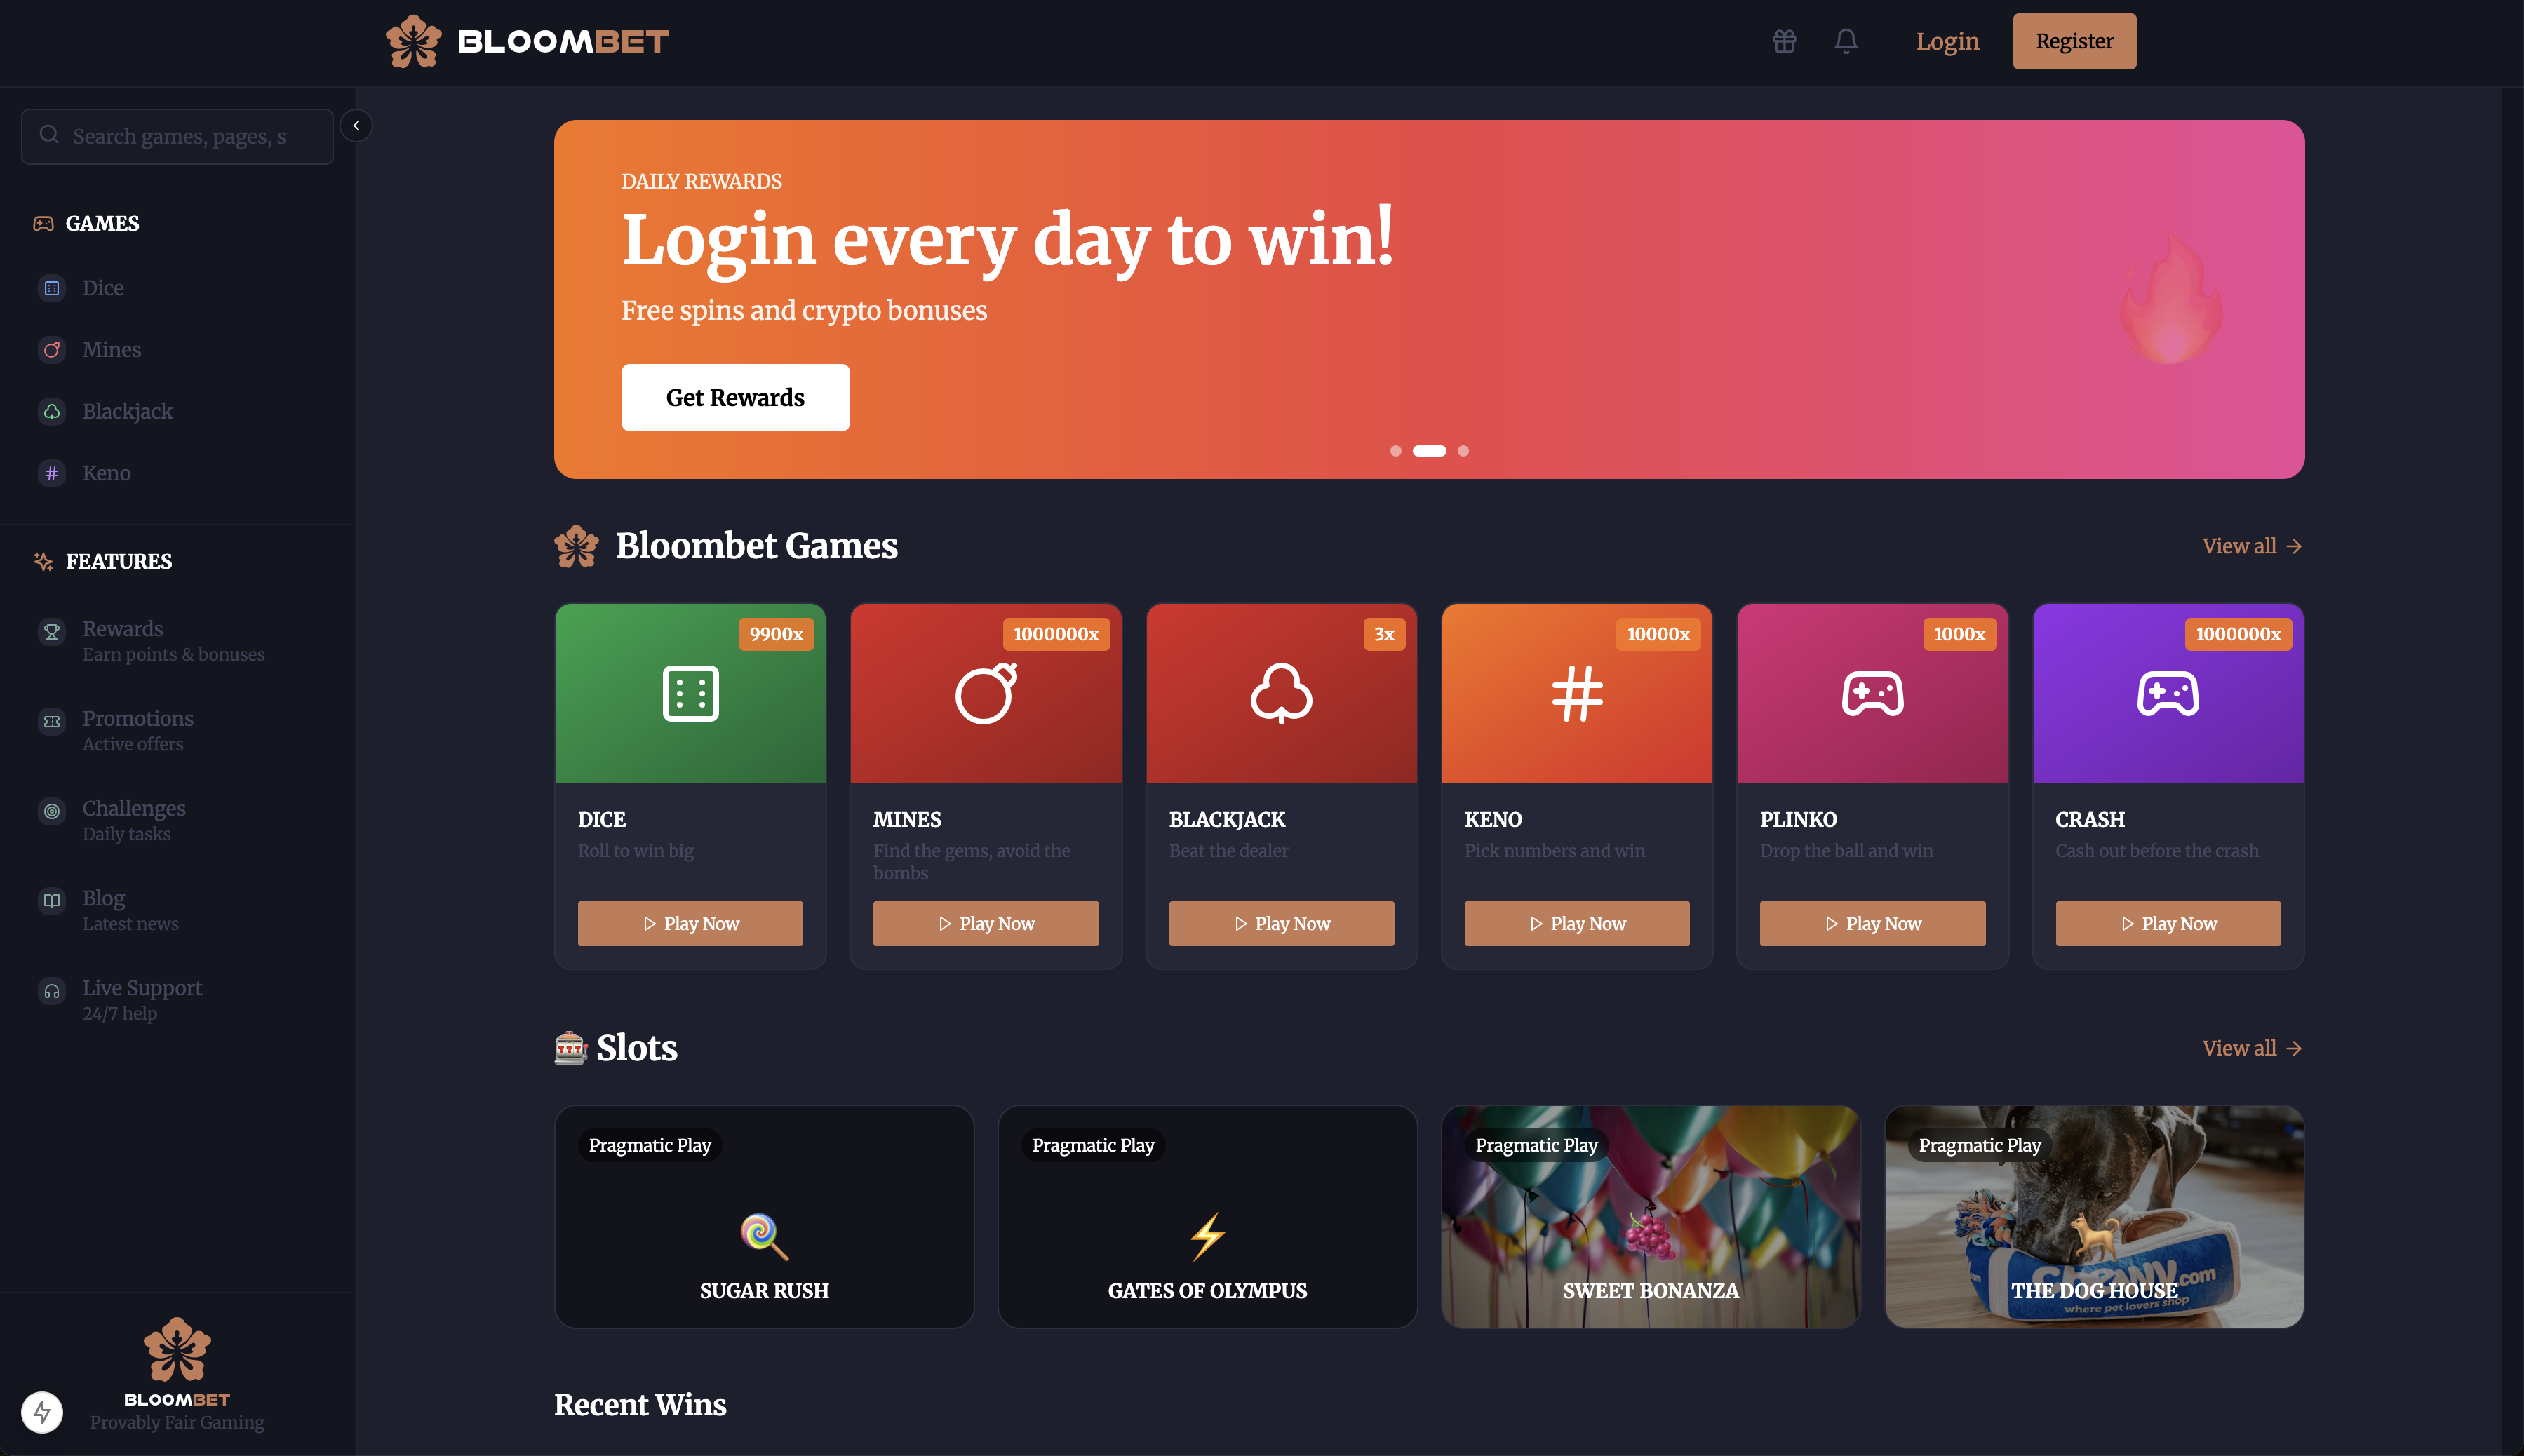 BLOOMBET
Login
Register
Search games, pages, s
GAMES
Dice
Mines
Blackjack
Keno
FEATURES
Rewards
Earn points & bonuses
Promotions
Active offers
Challenges
Daily tasks
Blog
Latest news
Live Support
24/7 help
BLOOMBET
Provably Fair Gaming
DAILY REWARDS
Login every day to win!
Free spins and crypto bonuses
Get Rewards
Bloombet Games
View all
9900x
DICE
Roll to win big
Play Now
1000000x
MINES
Find the gems, avoid the
bombs
Play Now
3x
BLACKJACK
Beat the dealer
Play Now
10000x
KENO
Pick numbers and win
Play Now
1000x
PLINKO
Drop the ball and win
Play Now
1000000x
CRASH
Cash out before the crash
Play Now
777
Slots
View all
Pragmatic Play
SUGAR RUSH
Pragmatic Play
GATES OF OLYMPUS
Pragmatic Play
SWEET BONANZA
Pragmatic Play
THE DOG HOUSE
.com
where pet lovers shop
Recent Wins